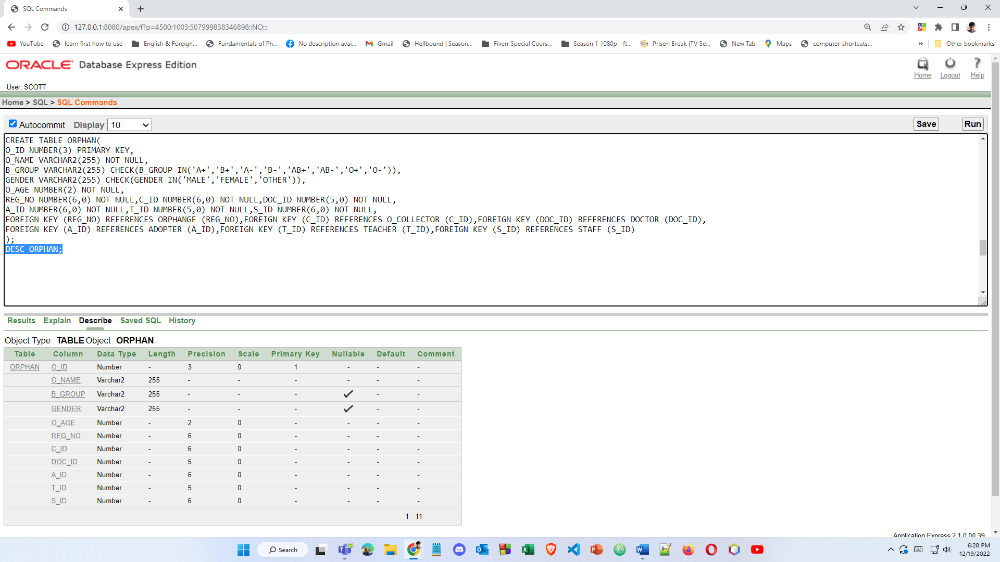 SQL Commands
127.0.0.1:8080/apex/f?p=4500:1003:507999838346898::NO:::
YouTube learn first how to use English & Foreign... Fundamentals of Ph... No description avai... Gmail Hellbound | Season... Fiverr Special Cours... Season 1 1080p - ft... Prison Break (TV Se... New Tab Maps computer-shortcuts... » Other bookmarks
ORACLE Database Express Edition
Home Logout Help
User: SCOTT
Home > SQL > SQL Commands
Autocommit Display 10 Save Run
CREATE TABLE ORPHAN(
O_ID NUMBER(3) PRIMARY KEY,
O_NAME VARCHAR2(255) NOT NULL,
B_GROUP VARCHAR2(255) CHECK(B_GROUP IN('A+','B+','A-','B-','AB+','AB-','O+','O-')),
GENDER VARCHAR2(255) CHECK(GENDER IN('MALE','FEMALE','OTHER')),
O_AGE NUMBER(2) NOT NULL,
REG_NO NUMBER(6,0) NOT NULL,C_ID NUMBER(6,0) NOT NULL,DOC_ID NUMBER(5,0) NOT NULL,
A_ID NUMBER(6,0) NOT NULL,T_ID NUMBER(5,0) NOT NULL,S_ID NUMBER(6,0) NOT NULL,
FOREIGN KEY (REG_NO) REFERENCES ORPHANGE (REG_NO),FOREIGN KEY (C_ID) REFERENCES O_COLLECTOR (C_ID),FOREIGN KEY (DOC_ID) REFERENCES DOCTOR (DOC_ID),
FOREIGN KEY (A_ID) REFERENCES ADOPTER (A_ID),FOREIGN KEY (T_ID) REFERENCES TEACHER (T_ID),FOREIGN KEY (S_ID) REFERENCES STAFF (S_ID)
);
DESC ORPHAN;
Results Explain Describe Saved SQL History
Object Type TABLE Object ORPHAN
Table Column Data Type Length Precision Scale Primary Key Nullable Default Comment
ORPHAN O_ID Number - 3 0 1 - - -
O_NAME Varchar2 255 - - - - - -
B_GROUP Varchar2 255 - - - ✓ - -
GENDER Varchar2 255 - - - ✓ - -
O_AGE Number - 2 0 - - - -
REG_NO Number - 6 0 - - - -
C_ID Number - 6 0 - - - -
DOC_ID Number - 5 0 - - - -
A_ID Number - 6 0 - - - -
T_ID Number - 5 0 - - - -
S_ID Number - 6 0 - - - -
1 - 11
Application Express 2.1.0.00.39
Search
6:28 PM
12/19/2022